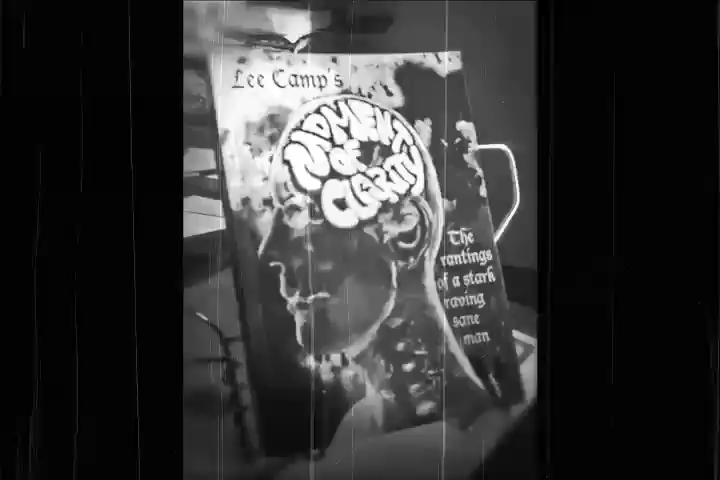 Lee Camp's
MOMENT
OF
CLARITY
The
rantings
of a stark
raving
sane
man